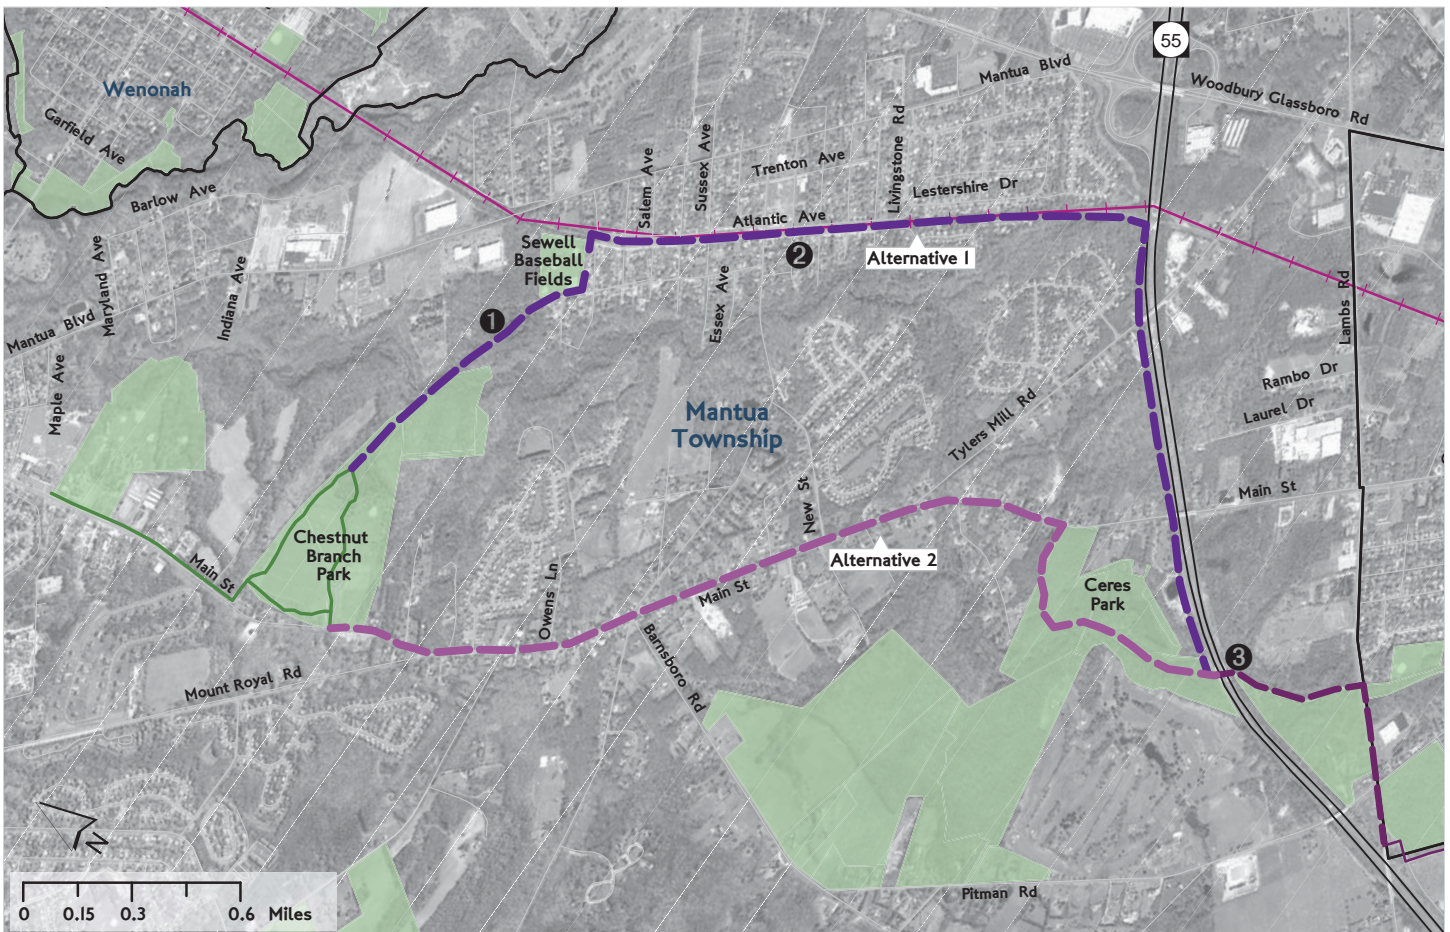 55
Mantua Blvd
Woodbury Glassboro Rd
Wenonah
Garfield Ave
Barlow Ave
Salem Ave
Sussex Ave
Trenton Ave
Livingstone Rd
Lestershire Dr
Atlantic Ave
Sewell
Baseball
Fields
2
Alternative 1
Maryland Ave
Indiana Ave
Essex Ave
Lambs Rd
Mantua Blvd
1
Maple Ave
Rambo Dr
Laurel Dr
Mantua
Township
Tylers Mill Rd
Main St
New St
Chestnut
Branch
Park
Alternative 2
Main St
Owens Ln
Main St
Ceres
Park
Barnsboro Rd
3
Mount Royal Rd
N
Pitman Rd
0 0.15 0.3 0.6 Miles